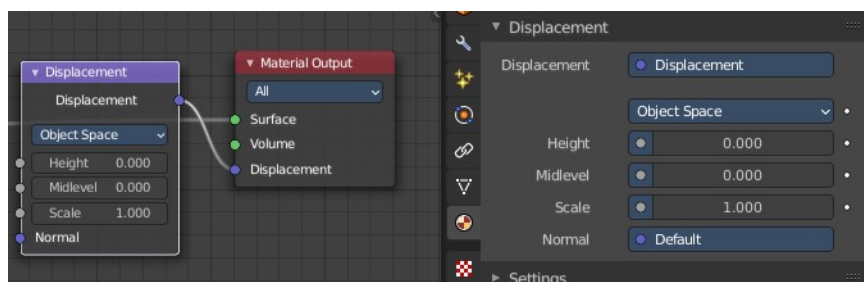 Displacement
Displacement
Object Space
Height 0.000
Midlevel 0.000
Scale 1.000
Normal
Material Output
All
Surface
Volume
Displacement
Displacement
Displacement Displacement
Object Space
Height 0.000
Midlevel 0.000
Scale 1.000
Normal Default
Settings